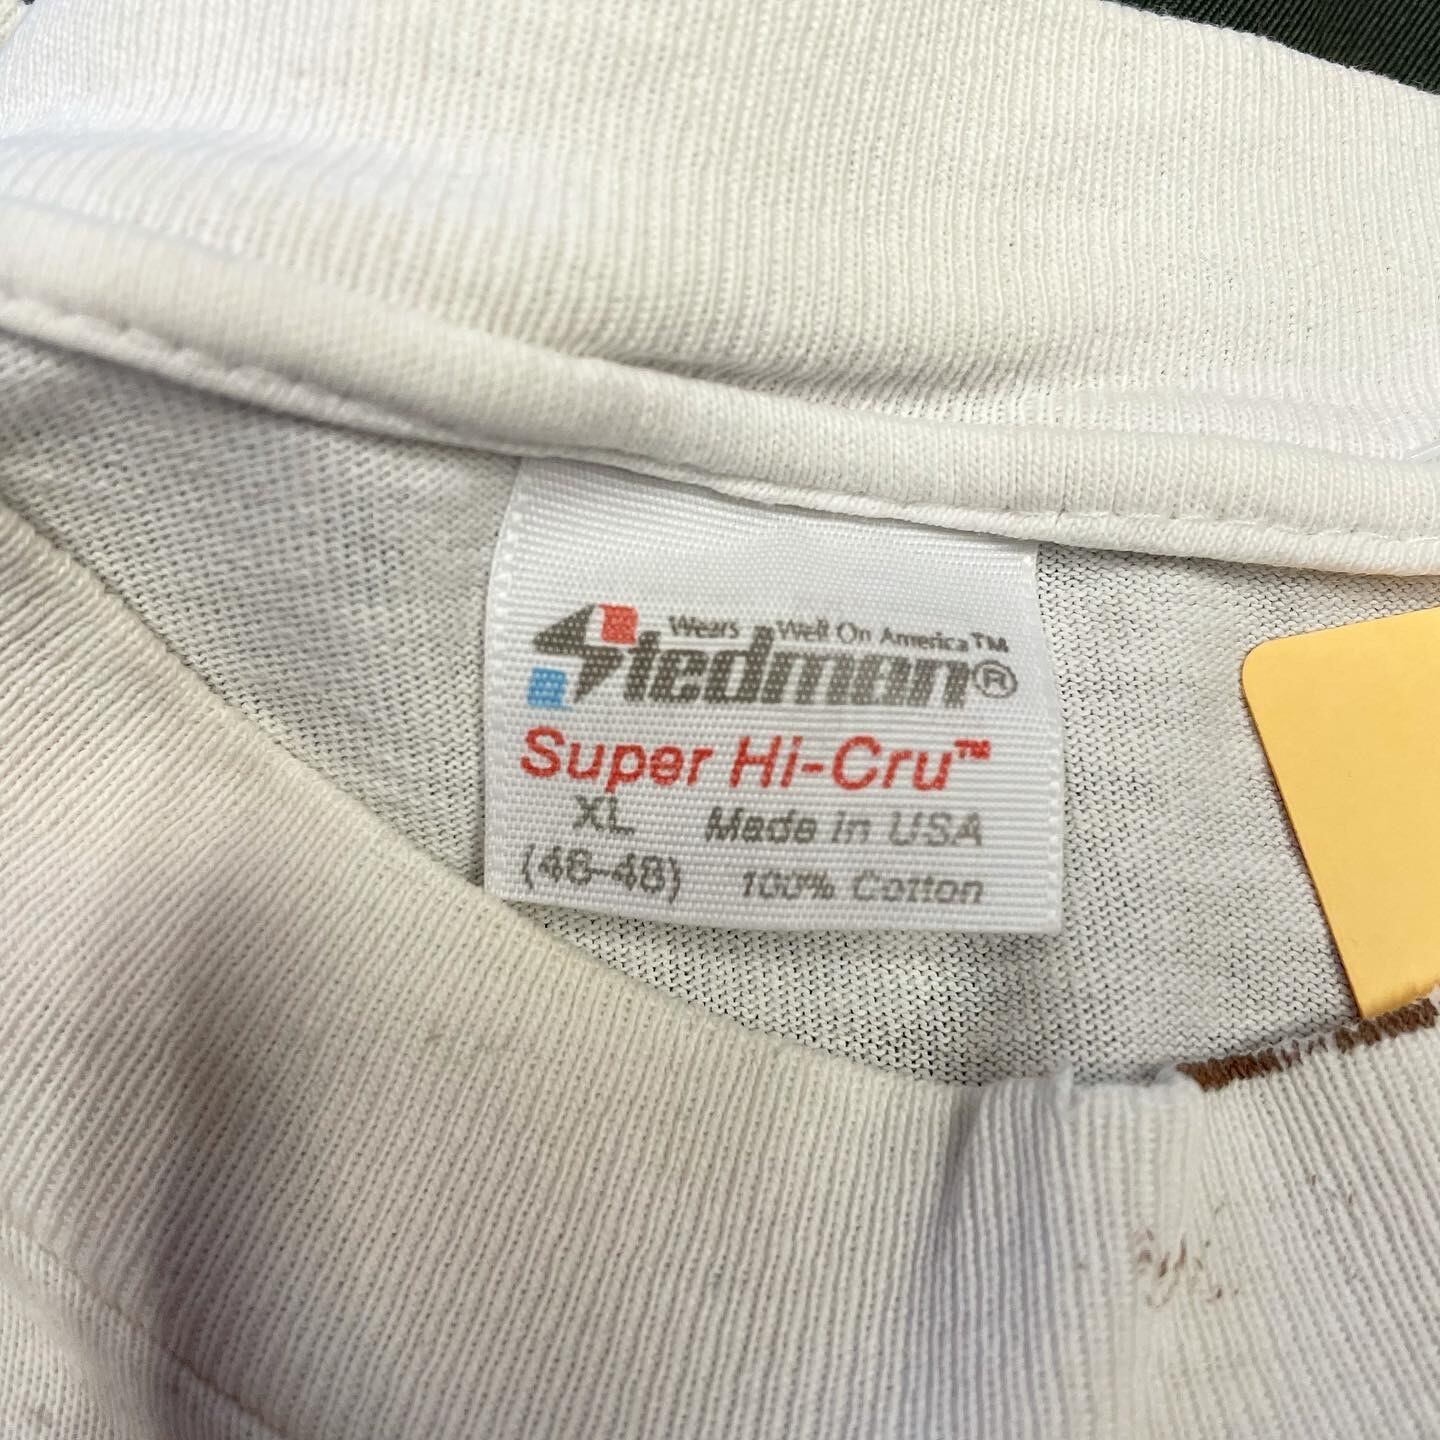 Wears Well On America™
Stedman®
Super Hi-Cru™
XL Made in USA
(46-48) 100% Cotton